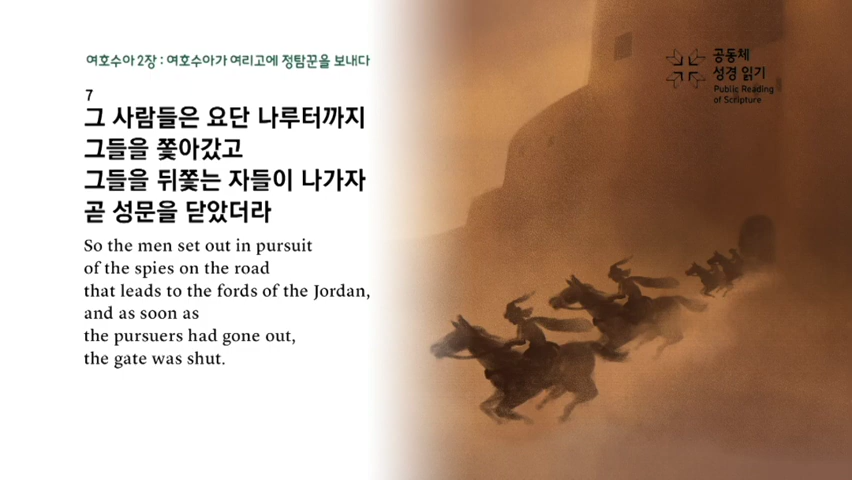 여호수아 2장 : 여호수아가 여리고에 정탐꾼을 보내다
7
그 사람들은 요단 나루터까지
그들을 쫓아갔고
그들을 뒤쫓는 자들이 나가자
곧 성문을 닫았더라
So the men set out in pursuit
of the spies on the road
that leads to the fords of the Jordan,
and as soon as
the pursuers had gone out,
the gate was shut.
공동체
성경 읽기
Public Reading
of Scripture